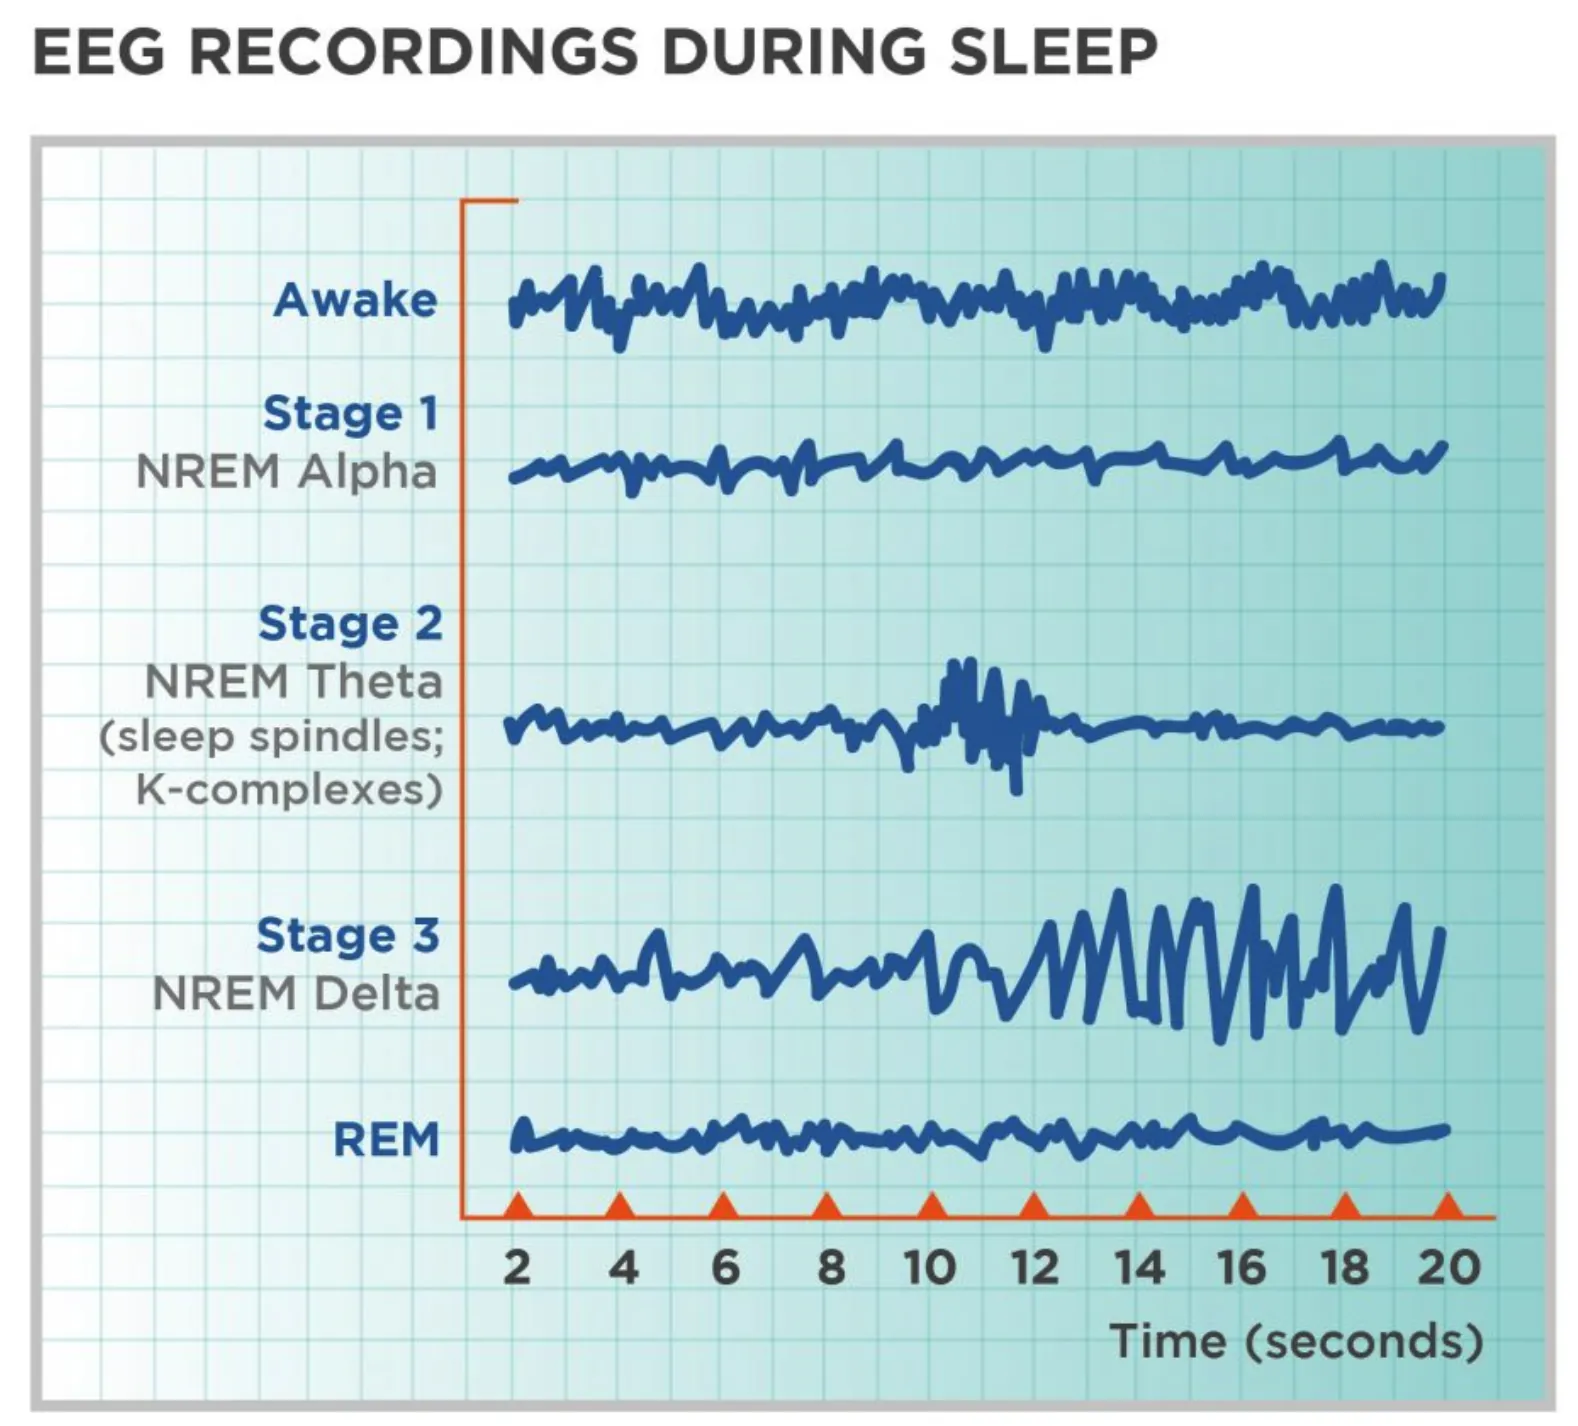 EEG RECORDINGS DURING SLEEP
Awake
Stage 1
NREM Alpha
Stage 2
NREM Theta
(sleep spindles;
K-complexes)
Stage 3
NREM Delta
REM
2 4 6 8 10 12 14 16 18 20
Time (seconds)